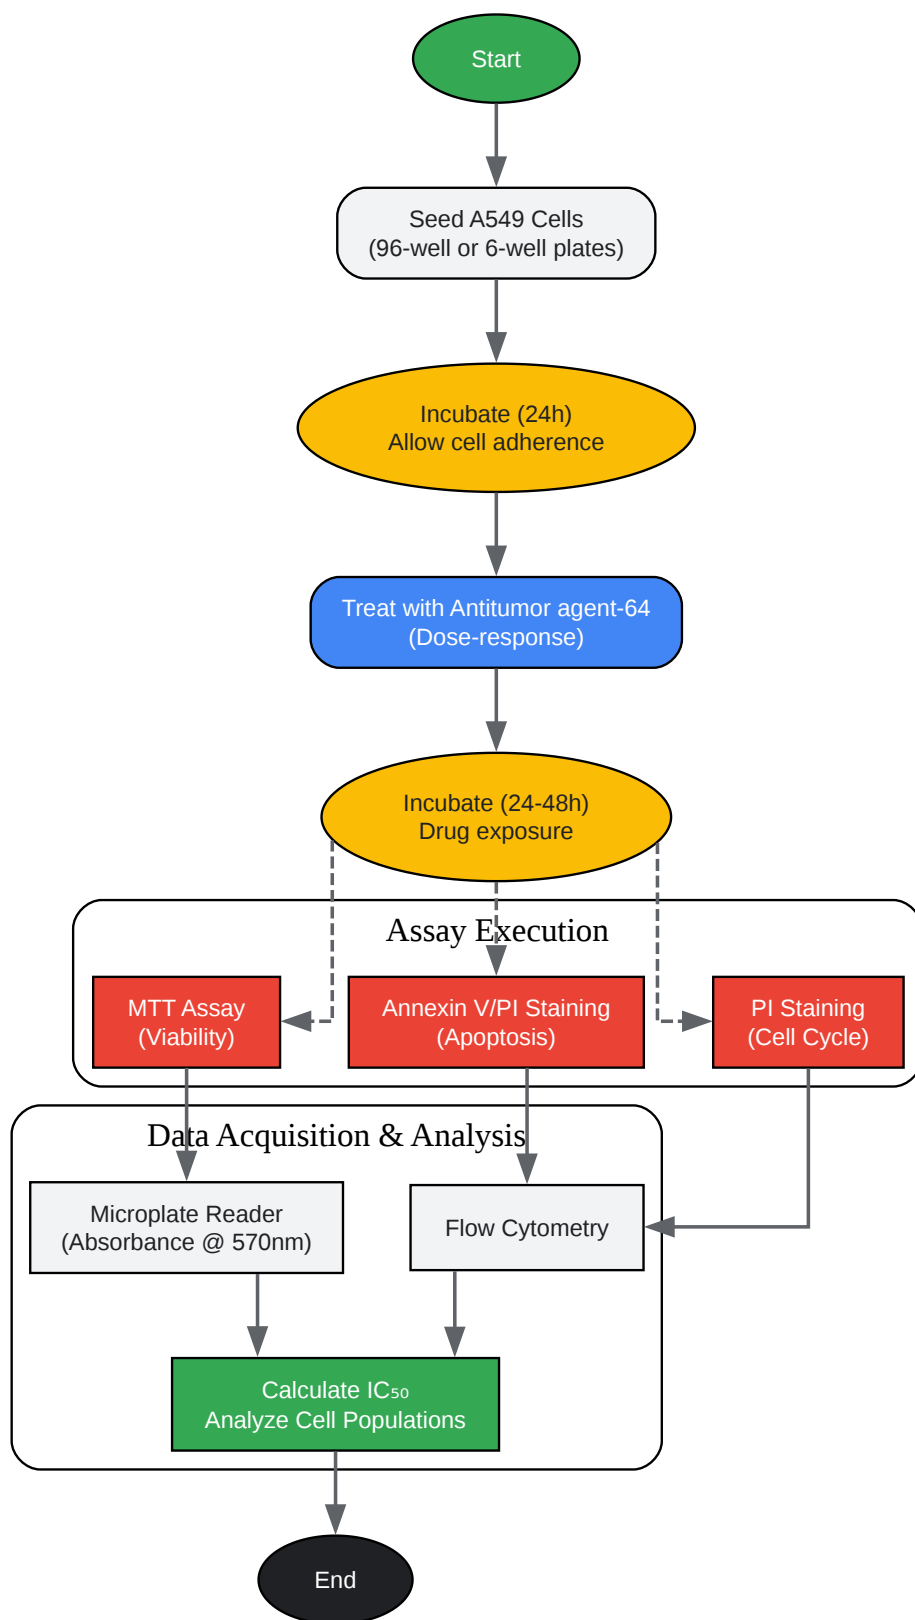 Start
Seed A549 Cells
(96-well or 6-well plates)
Incubate (24h)
Allow cell adherence
Treat with Antitumor agent-64
(Dose-response)
Incubate (24-48h)
Drug exposure
Assay Execution
MTT Assay
(Viability)
Annexin V/PI Staining
(Apoptosis)
PI Staining
(Cell Cycle)
Data Acquisition & Analysis
Microplate Reader
(Absorbance @ 570nm)
Flow Cytometry
Calculate IC₅₀
Analyze Cell Populations
End